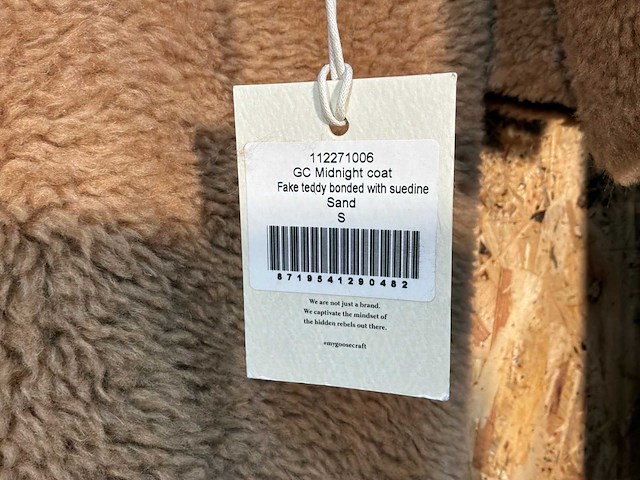 112271006
GC Midnight coat
Fake teddy bonded with suedine
Sand
S
8719541290482
We are not just a brand.
We captivate the mindset of
the hidden rebels out there.
#mygoosecraft